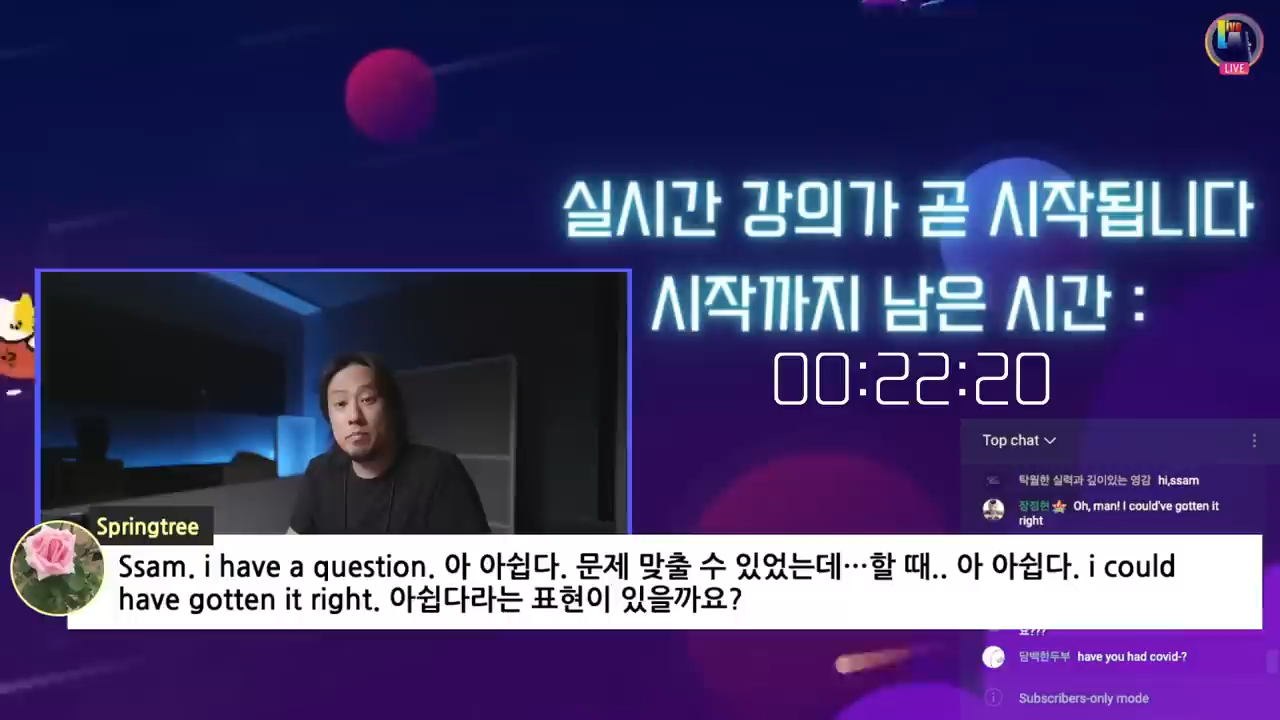 Live
LIVE
실시간 강의가 곧 시작됩니다
시작까지 남은 시간 :
00:22:20
Top chat
탁월한 실력과 깊이있는 영감 hi,ssam
장점현 Oh, man! I could've gotten it
right
Springtree
Ssam. i have a question. 아 아쉽다. 문제 맞출 수 있었는데…할 때.. 아 아쉽다. i could
have gotten it right. 아쉽다라는 표현이 있을까요?
요???
담백한두부 have you had covid-?
Subscribers-only mode